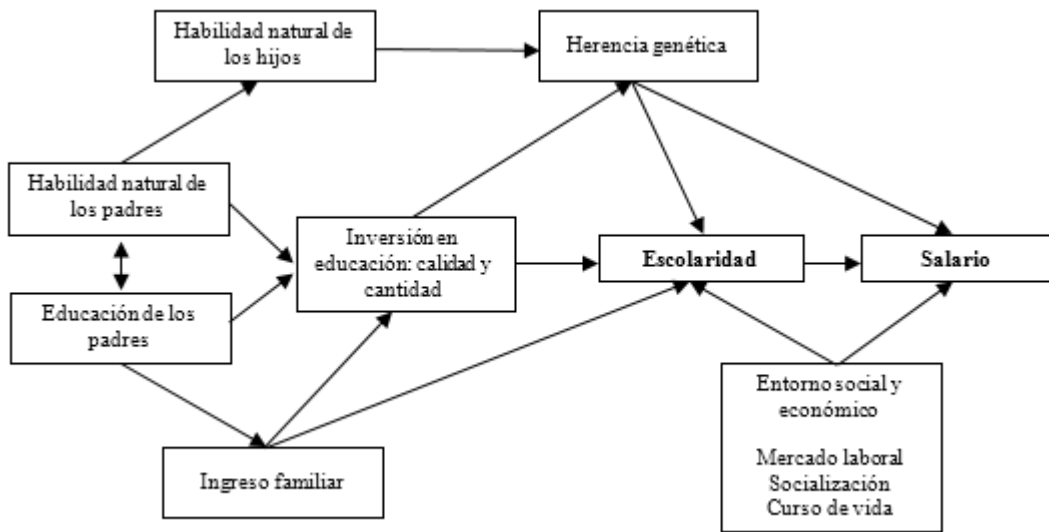 Habilidad natural de
los hijos
Herencia genética
Habilidad natural de
los padres
Inversión en
educación: calidad y
cantidad
Escolaridad
Salario
Educación de los
padres
Ingreso familiar
Entorno social y
económico
Mercado laboral
Socialización
Curso de vida